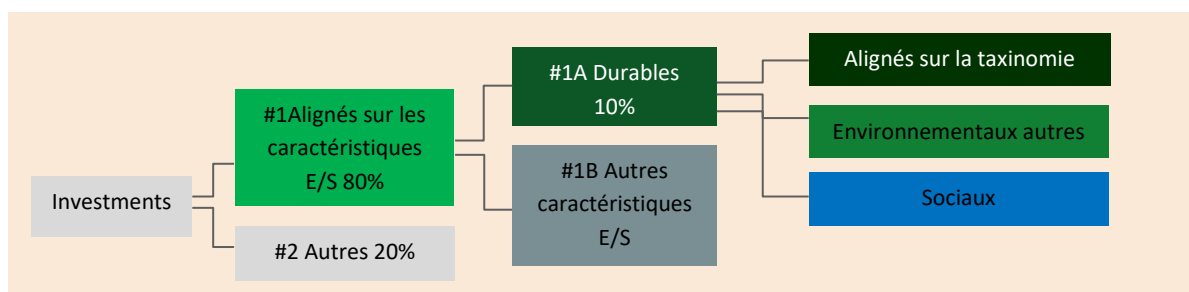 Investments
#1Alignés sur les
caractéristiques
E/S 80%
#2 Autres 20%
#1A Durables
10%
#1B Autres
caractéristiques
E/S
Alignés sur la taxinomie
Environnementaux autres
Sociaux